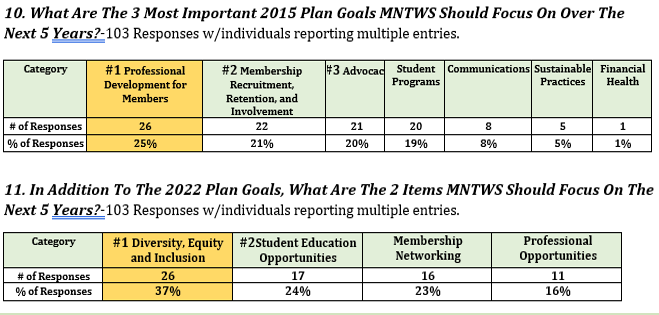 10. What Are The 3 Most Important 2015 Plan Goals MNTWS Should Focus On Over The
Next 5 Years?-103 Responses w/individuals reporting multiple entries.
Category #1 Professional Development for Members #2 Membership Recruitment, Retention, and Involvement #3 Advocac Student Programs Communications Sustainable Practices Financial Health
# of Responses 26 22 21 20 8 5 1
% of Responses 25% 21% 20% 19% 8% 5% 1%
11. In Addition To The 2022 Plan Goals, What Are The 2 Items MNTWS Should Focus On The
Next 5 Years?-103 Responses w/individuals reporting multiple entries.
Category #1 Diversity, Equity and Inclusion #2Student Education Opportunities Membership Networking Professional Opportunities
# of Responses 26 17 16 11
% of Responses 37% 24% 23% 16%